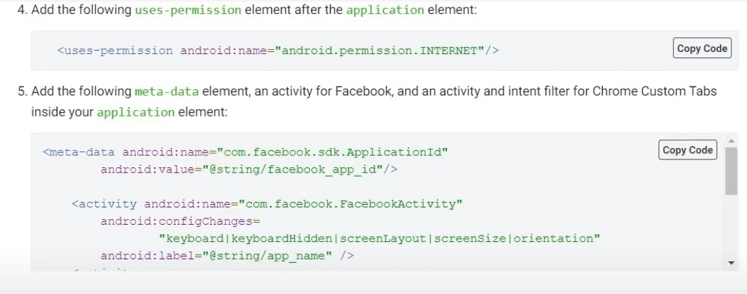 4. Add the following uses-permission element after the application element:
<uses-permission android:name="android.permission.INTERNET"/>
Copy Code
5. Add the following meta-data element, an activity for Facebook, and an activity and intent filter for Chrome Custom Tabs
inside your application element:
<meta-data android:name="com.facebook.sdk.ApplicationId"
Copy Code
android:value="@string/facebook_app_id"/>
<activity android:name="com.facebook.FacebookActivity"
android:configChanges=
"keyboard|keyboardHidden|screenLayout|screenSize|orientation"
android:label="@string/app_name" />